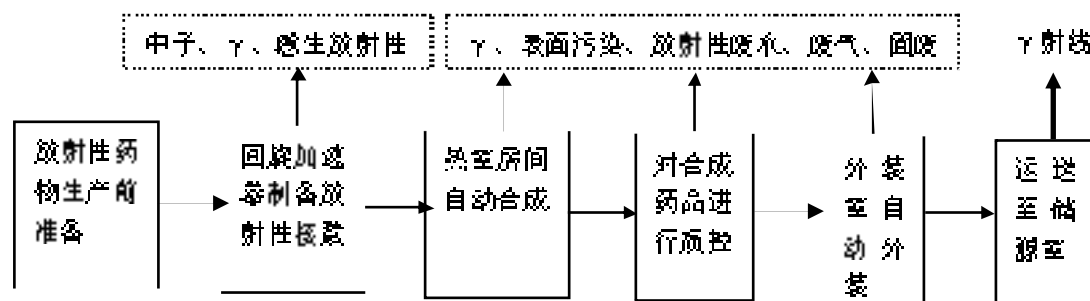 中子、γ、感生放射性
γ、表面污染、放射性废水、废气、固废
γ射线
放射性药
物生产前
准备
回旋加速
器制备放
射性核素
热室房间
自动合成
对合成
药品进
行质控
分装
室自
动分
装
运送
至储
源室